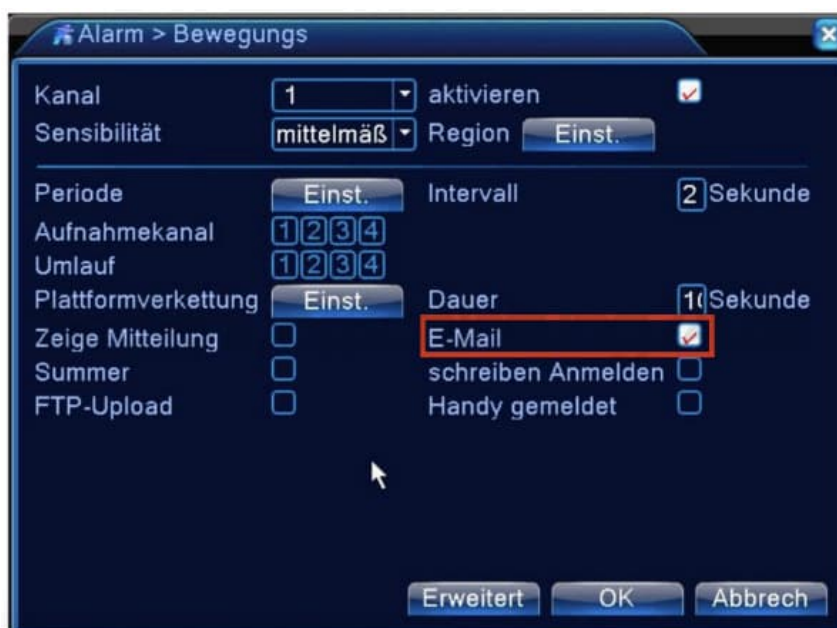 Alarm > Bewegungs
Kanal 1 aktivieren
Sensibilität mittelmäß Region Einst.
Periode Einst. Intervall 2 Sekunde
Aufnahmekanal 1 2 3 4
Umlauf 1 2 3 4
Plattformverkettung Einst. Dauer 10 Sekunde
Zeige Mitteilung E-Mail
Summer schreiben Anmelden
FTP-Upload Handy gemeldet
Erweitert OK Abbrech